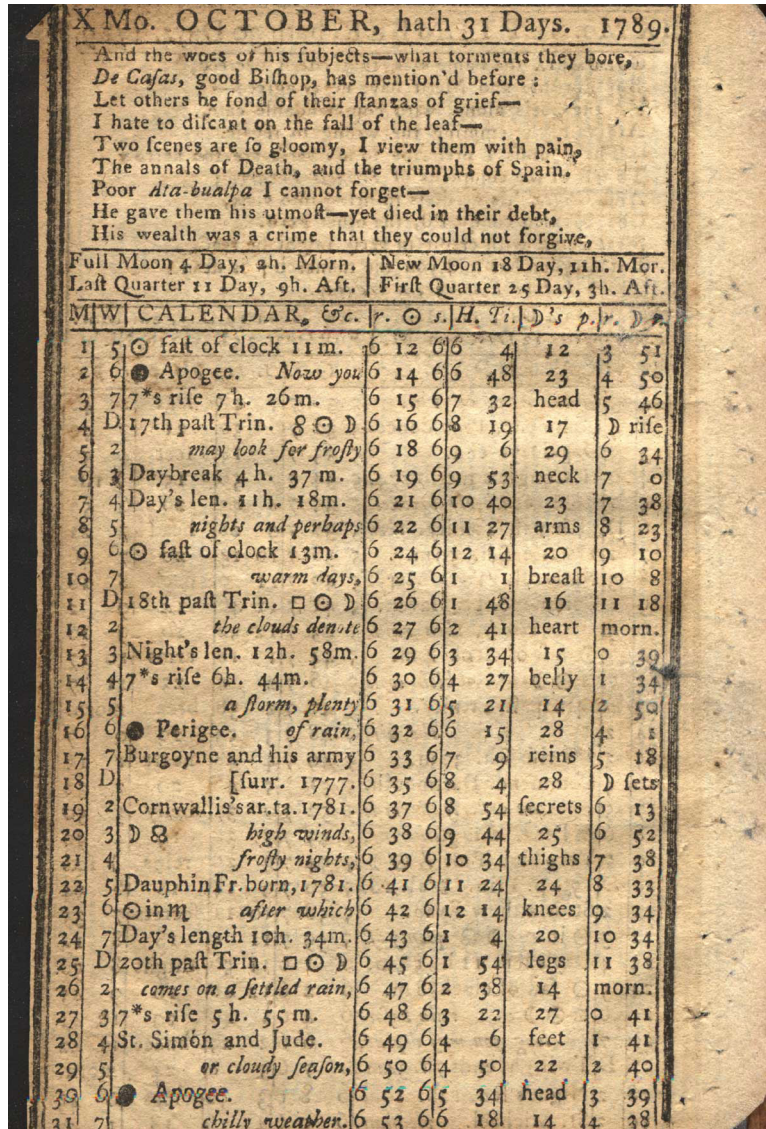 X Mo. OCTOBER, hath 31 Days. 1789.
And the woes of his ſubjects—what torments they bore,
De Caſas, good Biſhop, has mention'd before :
Let others be fond of their ſtanzas of grief—
I hate to diſcant on the fall of the leaf—
Two ſcenes are ſo gloomy, I view them with pain,
The annals of Death, and the triumphs of Spain.
Poor Ata-bualpa I cannot forget—
He gave them his utmoſt—yet died in their debt,
His wealth was a crime that they could not forgive,
Full Moon 4 Day, 2h. Morn. | New Moon 18 Day, 11h. Mor.
Laſt Quarter 11 Day, 9h. Aft. | Firſt Quarter 25 Day, 3h. Aft.
M|W| CALENDAR, &c. |r. ☉ s.|H. Ti.|☽'s p.|r. ☽ s.
1 5 ☉ faſt of clock 11m. 6 12 6 6 4 12 3 51
2 6 ● Apogee. Now you 6 14 6 6 48 23 4 50
3 7 7*s riſe 7h. 26m. 6 15 6 7 32 head 5 46
4 D 17th paſt Trin. ☍ ☉ ☽ 6 16 6 8 19 17 ☽ riſe
5 2 may look for froſty 6 18 6 9 6 29 6 34
6 3 Daybreak 4h. 37 m. 6 19 6 9 53 neck 7 0
7 4 Day's len. 11h. 18m. 6 21 6 10 40 23 7 38
8 5 nights and perhaps 6 22 6 11 27 arms 8 23
9 6 ☉ faſt of clock 13m. 6 24 6 12 14 20 9 10
10 7 warm days, 6 25 6 1 1 breaſt 10 8
11 D 18th paſt Trin. □ ☉ ☽ 6 26 6 1 48 16 11 18
12 2 the clouds denote 6 27 6 2 41 heart morn.
13 3 Night's len. 12h. 58m. 6 29 6 3 34 15 0 39
14 4 7*s riſe 6h. 44m. 6 30 6 4 27 belly 1 34
15 5 a ſtorm, plenty 6 31 6 5 21 14 2 50
16 6 ● Perigee. of rain, 6 32 6 6 15 28 4 1
17 7 Burgoyne and his army 6 33 6 7 9 reins 5 18
18 D [ſurr. 1777. 6 35 6 8 4 28 ☽ ſets
19 2 Cornwallis's ar. ta. 1781. 6 37 6 8 54 ſecrets 6 13
20 3 ☽ ☊ high winds, 6 38 6 9 44 25 6 52
21 4 froſty nights, 6 39 6 10 34 thighs 7 38
22 5 Dauphin Fr. born, 1781. 6 41 6 11 24 24 8 33
23 6 ☉ in ♏ after which 6 42 6 12 14 knees 9 34
24 7 Day's length 10h. 34m. 6 43 6 1 4 20 10 34
25 D 20th paſt Trin. □ ☉ ☽ 6 45 6 1 54 legs 11 38
26 2 comes on a ſettled rain, 6 47 6 2 38 14 morn.
27 3 7*s riſe 5h. 55m. 6 48 6 3 22 27 0 41
28 4 St. Simon and Jude. 6 49 6 4 6 feet 1 41
29 5 or cloudy ſeaſon, 6 50 6 4 50 22 2 40
30 6 ● Apogee. 6 52 6 5 34 head 3 39
31 7 chilly weather. 6 53 6 6 18 14 4 38